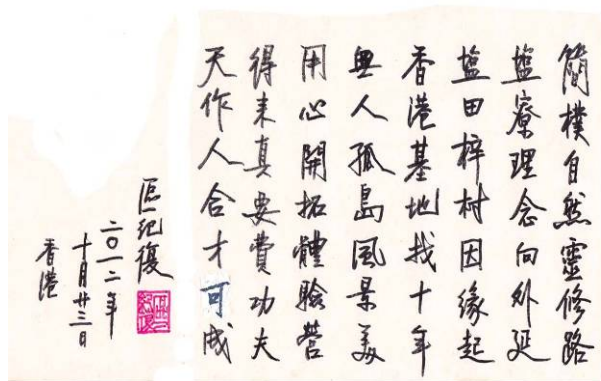 簡樸自然靈修路
盐寮理念向外延
盐田梓村因緣起
香港基地找十年
無人孤島風景美
用心開拓體驗營
得来真要費功夫
天作人合才可成
區紀復
二〇一二年
十月廿三日
香港